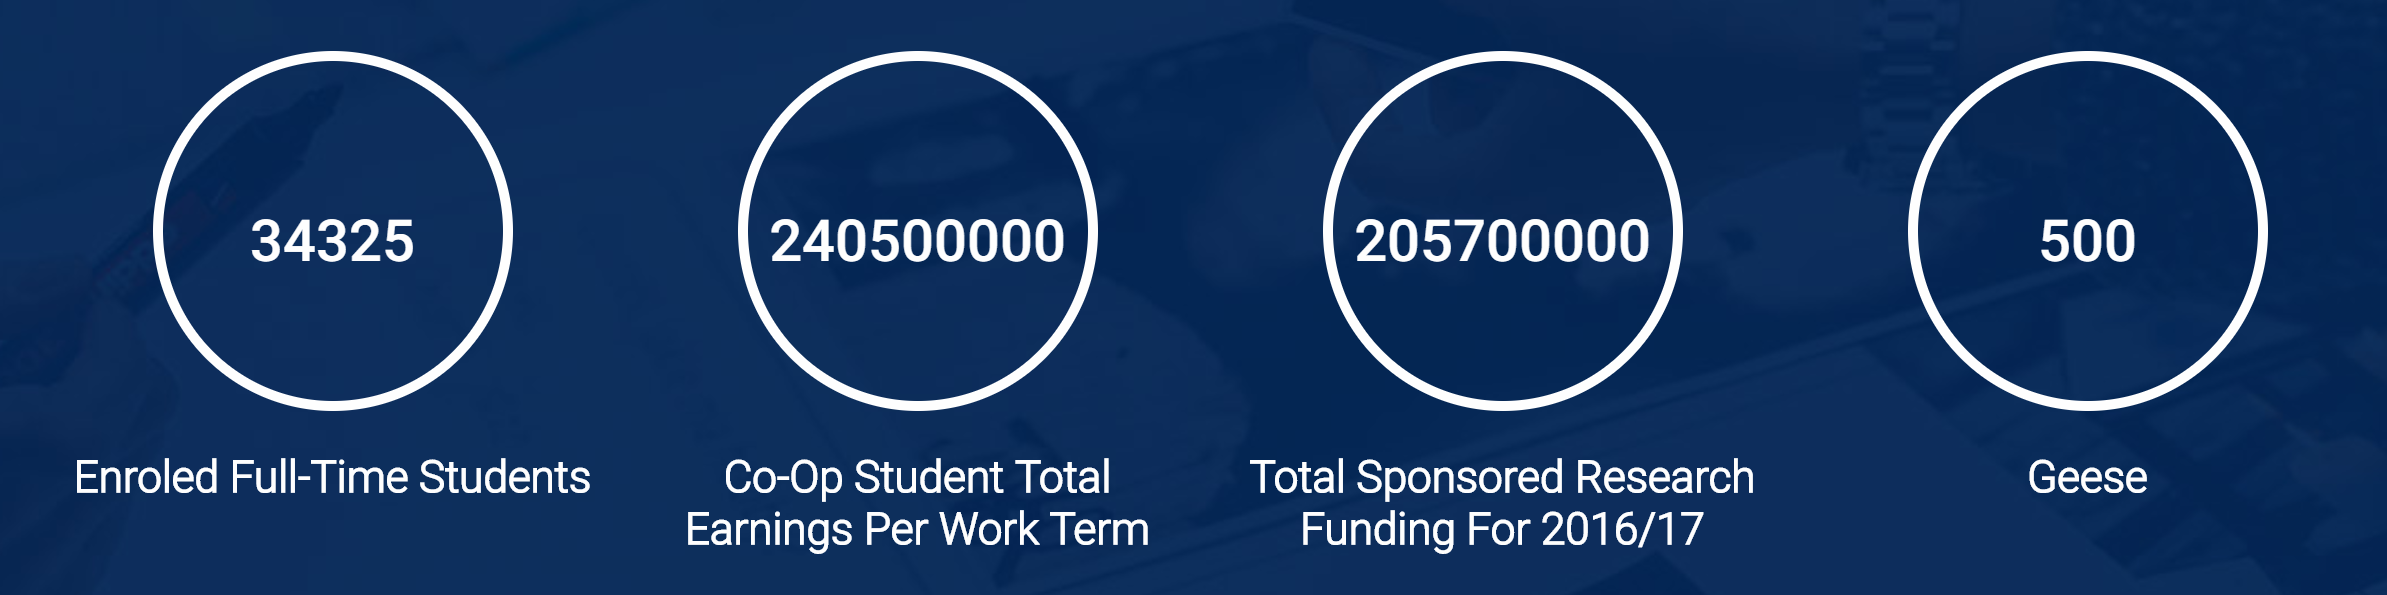 34325
Enroled Full-Time Students
240500000
Co-Op Student Total
Earnings Per Work Term
205700000
Total Sponsored Research
Funding For 2016/17
500
Geese